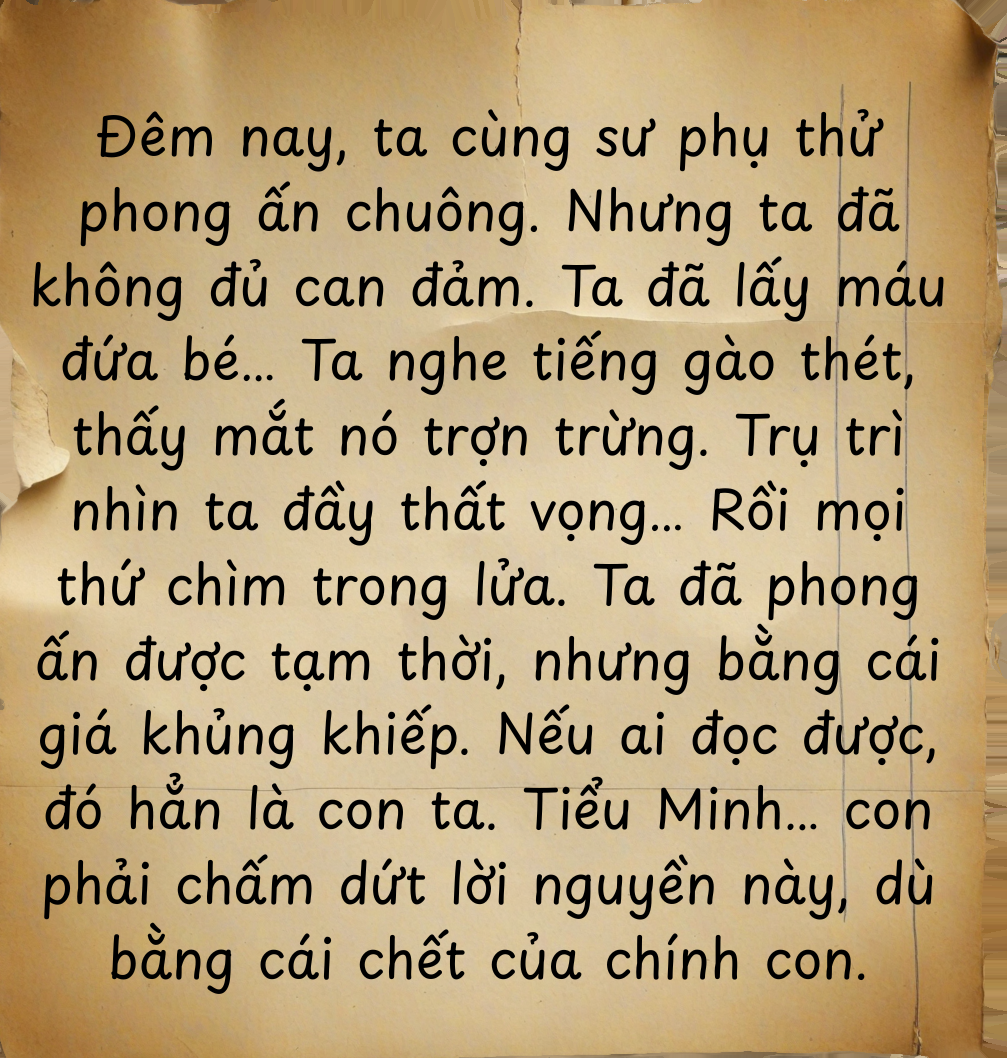 Đêm nay, ta cùng sư phụ thử
phong ấn chuông. Nhưng ta đã
không đủ can đảm. Ta đã lấy máu
đứa bé... Ta nghe tiếng gào thét,
thấy mắt nó trợn trừng. Trụ trì
nhìn ta đầy thất vọng... Rồi mọi
thứ chìm trong lửa. Ta đã phong
ấn được tạm thời, nhưng bằng cái
giá khủng khiếp. Nếu ai đọc được,
đó hẳn là con ta. Tiểu Minh... con
phải chấm dứt lời nguyền này, dù
bằng cái chết của chính con.